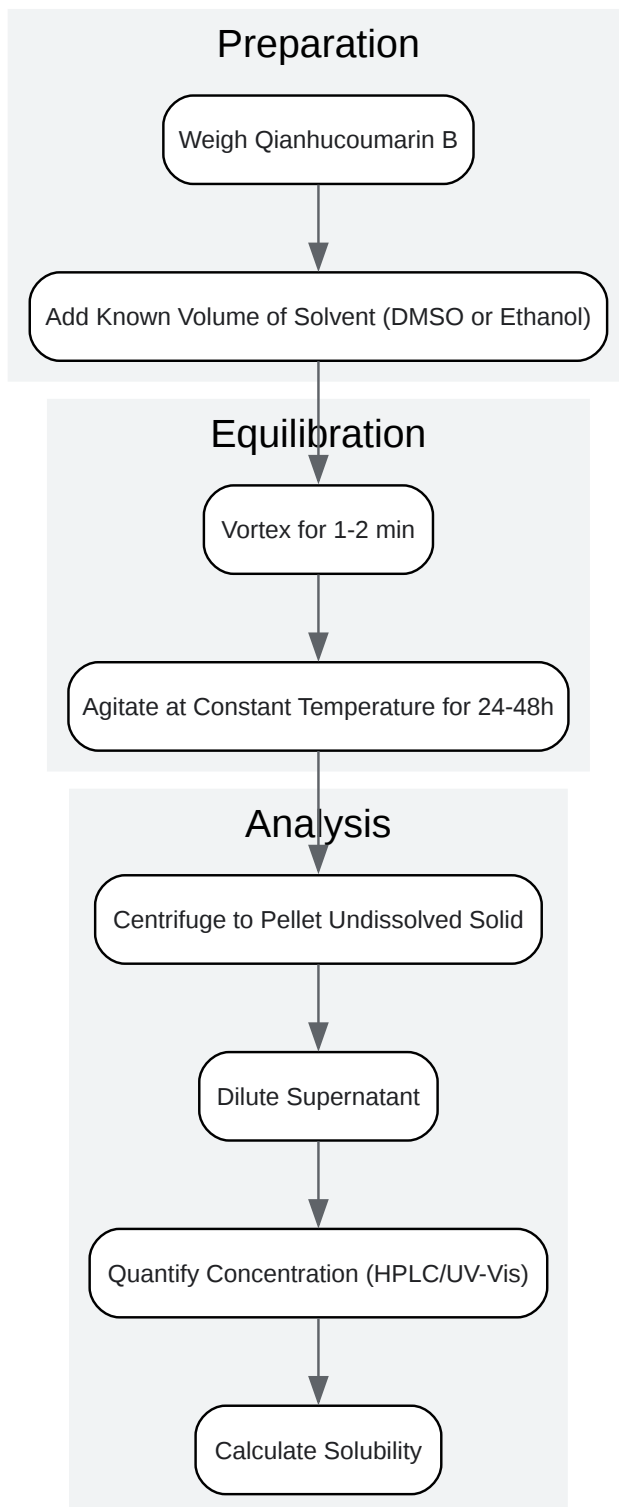 Preparation
Weigh Qianhucoumarin B
Add Known Volume of Solvent (DMSO or Ethanol)
Equilibration
Vortex for 1-2 min
Agitate at Constant Temperature for 24-48h
Analysis
Centrifuge to Pellet Undissolved Solid
Dilute Supernatant
Quantify Concentration (HPLC/UV-Vis)
Calculate Solubility